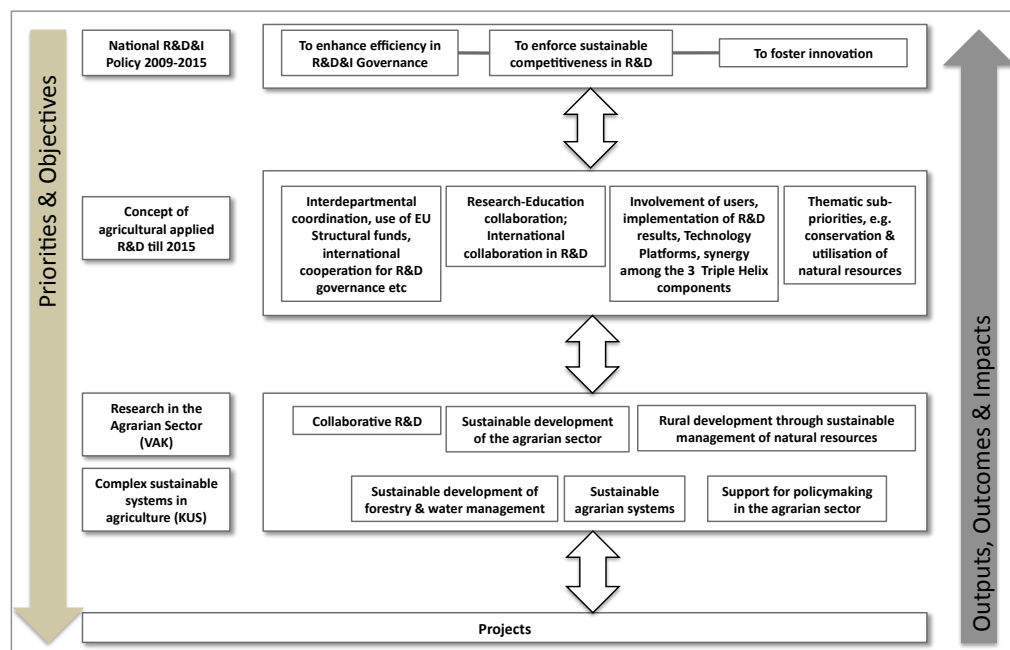 Priorities & Objectives
National R&D&I
Policy 2009-2015
To enhance efficiency in
R&D&I Governance
To enforce sustainable
competitiveness in R&D
To foster innovation
Concept of
agricultural applied
R&D till 2015
Interdepartmental
coordination, use of EU
Structural funds,
international
cooperation for R&D
governance etc
Research-Education
collaboration;
International
collaboration in R&D
Involvement of users,
implementation of R&D
results, Technology
Platforms, synergy
among the 3 Triple Helix
components
Thematic sub-
priorities, e.g.
conservation &
utilisation of
natural resources
Research in the
Agrarian Sector
(VAK)
Collaborative R&D
Sustainable development
of the agrarian sector
Rural development through sustainable
management of natural resources
Complex sustainable
systems in
agriculture (KUS)
Sustainable development of
forestry & water management
Sustainable
agrarian systems
Support for policymaking
in the agrarian sector
Projects
Outputs, Outcomes & Impacts